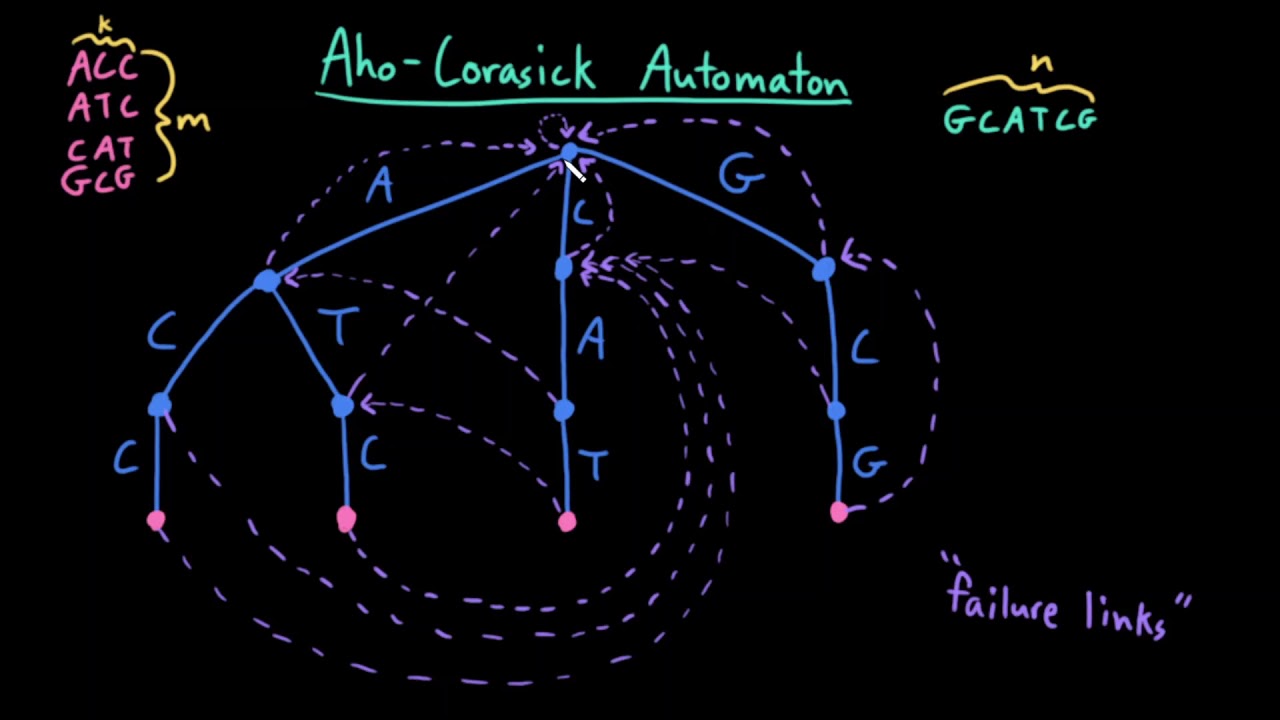 Aho-Corasick Automaton
k
ACC
ATC
CAT
GCG
m
n
GCATCG
A
C
G
C
T
A
C
C
C
T
G
"failure links"